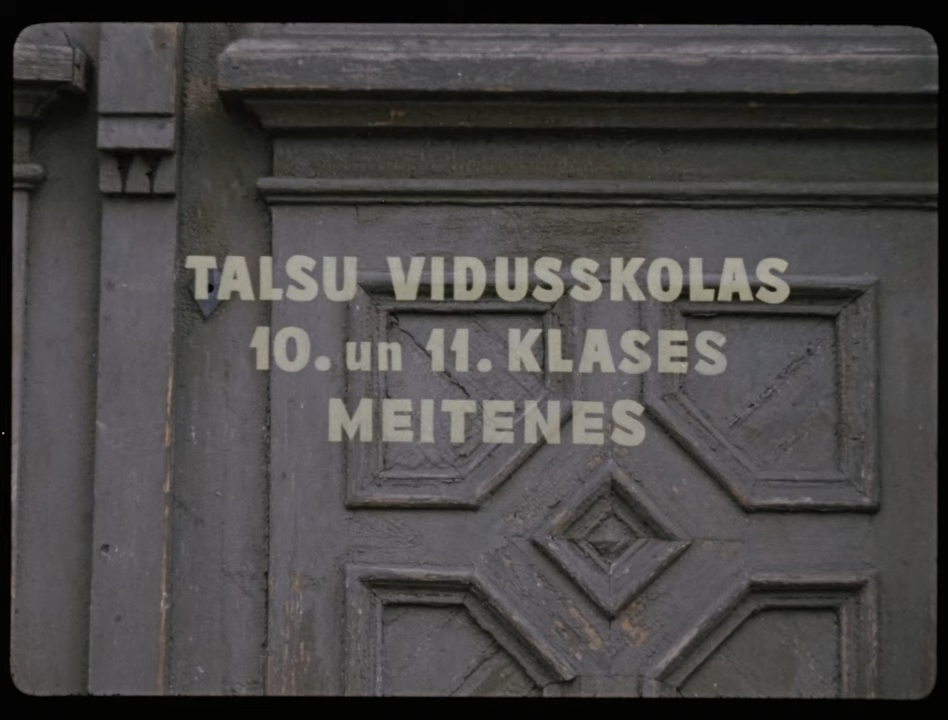 TALSU VIDUSSKOLAS
10. un 11. KLASES
MEITENES